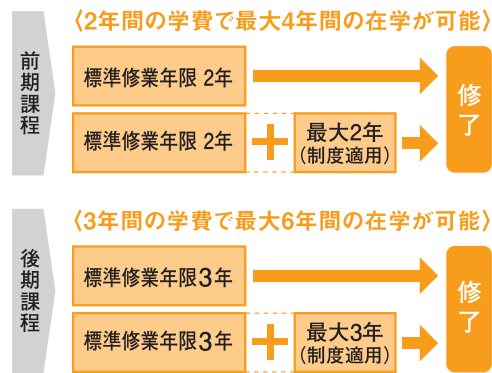 〈2年間の学費で最大4年間の在学が可能〉
前期課程
標準修業年限 2年
標準修業年限 2年
＋
最大2年
（制度適用）
修了
〈3年間の学費で最大6年間の在学が可能〉
後期課程
標準修業年限3年
標準修業年限3年
＋
最大3年
（制度適用）
修了